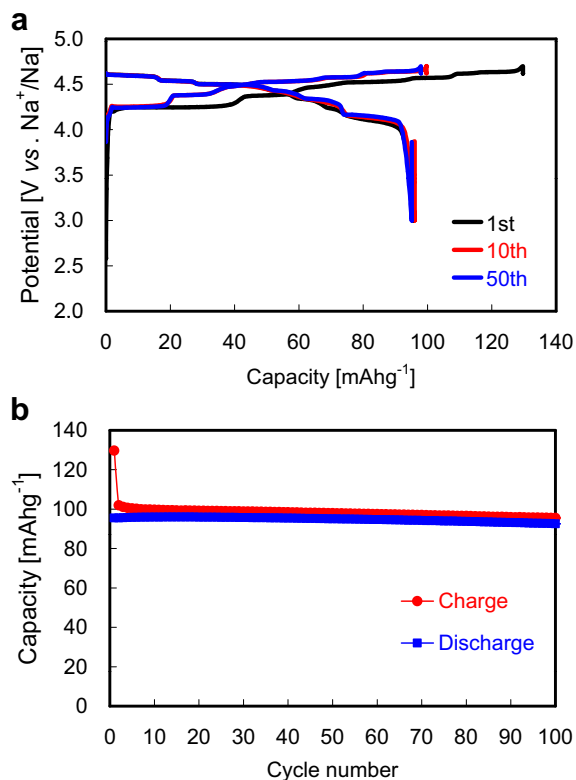 a
5.0
4.5
4.0
3.5
3.0
2.5
2.0
Potential [V vs. Na⁺/Na]
1st
10th
50th
0 20 40 60 80 100 120 140
Capacity [mAhg⁻¹]
b
140
120
100
80
60
40
20
0
Capacity [mAhg⁻¹]
Charge
Discharge
0 10 20 30 40 50 60 70 80 90 100
Cycle number